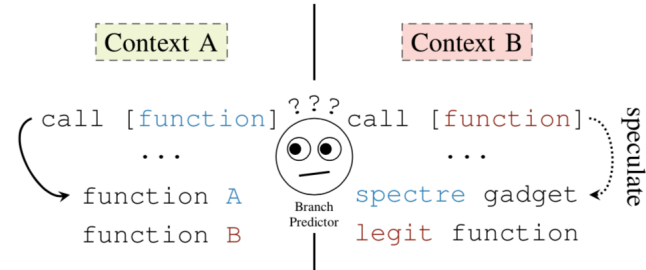 Context A
Context B
call [function]
???
call [function]
...
...
speculate
function A
spectre gadget
Branch
Predictor
function B
legit function